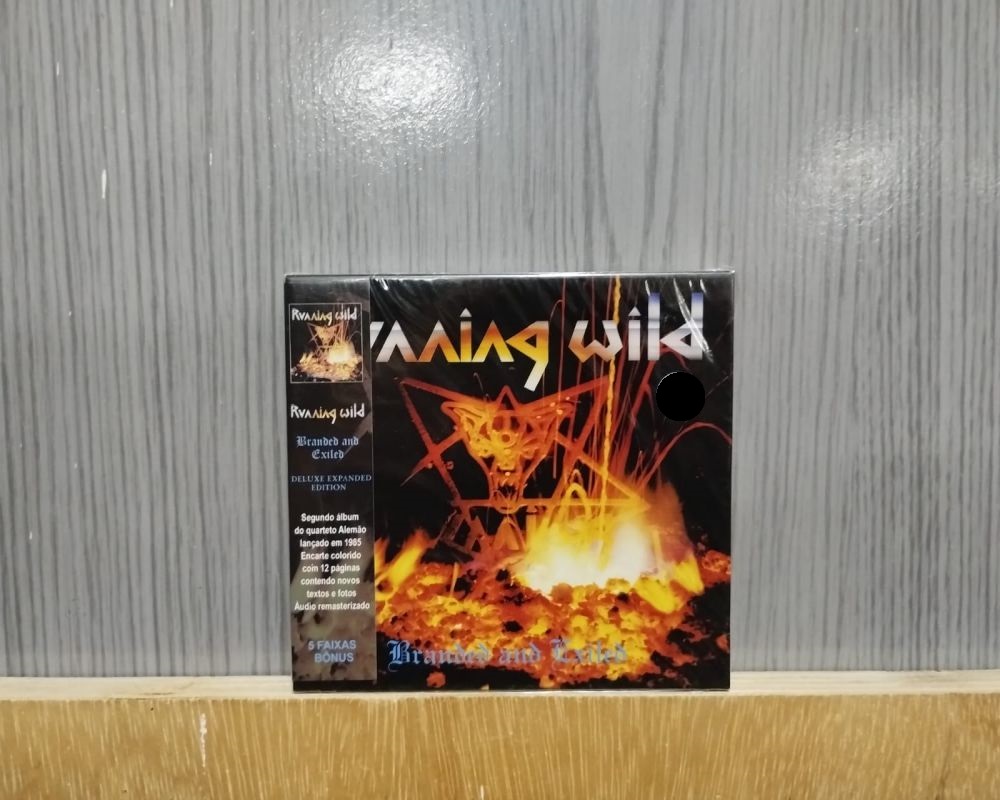 Running wild
Running wild
Branded and
Exiled
DELUXE EXPANDED
EDITION
Segundo álbum
do quarteto Alemão
lançado em 1985
Encarte colorido
com 12 páginas
contendo novos
textos e fotos
Áudio remasterizado
5 FAIXAS
BÔNUS
unning wild
Branded and Exiled